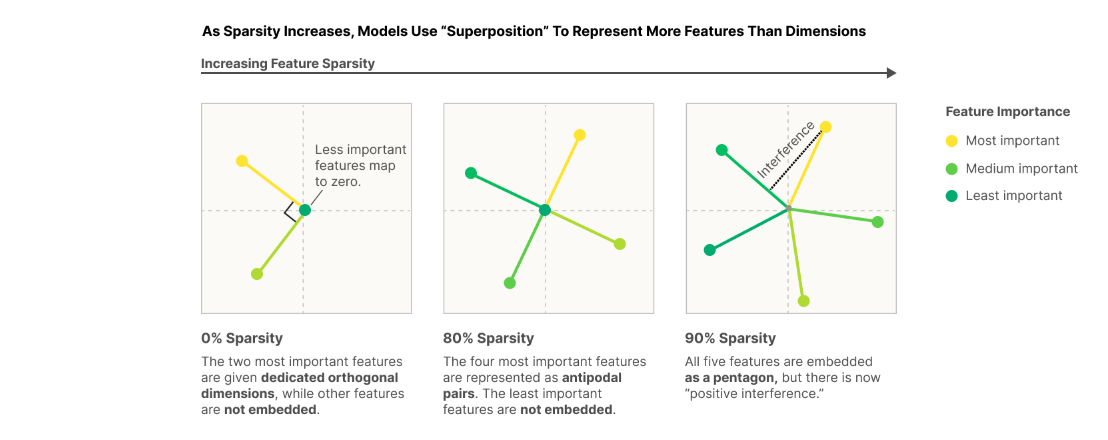 As Sparsity Increases, Models Use “Superposition” To Represent More Features Than Dimensions
Increasing Feature Sparsity
Less important
features map
to zero.
Interference
Feature Importance
Most important
Medium important
Least important
0% Sparsity
The two most important features
are given dedicated orthogonal
dimensions, while other features
are not embedded.
80% Sparsity
The four most important features
are represented as antipodal
pairs. The least important
features are not embedded.
90% Sparsity
All five features are embedded
as a pentagon, but there is now
“positive interference.”